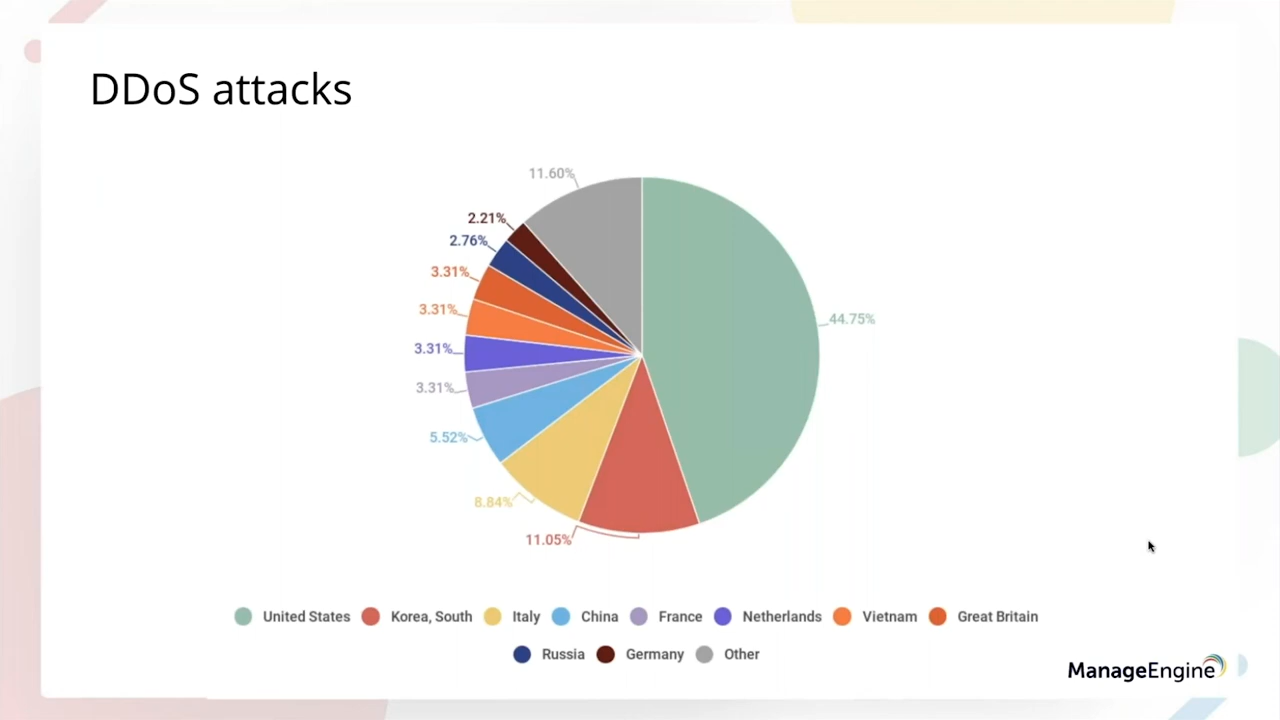 DDoS attacks
11.60%
2.21%
2.76%
3.31%
3.31%
3.31%
3.31%
5.52%
8.84%
11.05%
44.75%
United States Korea, South Italy China France Netherlands Vietnam Great Britain
Russia Germany Other
ManageEngine